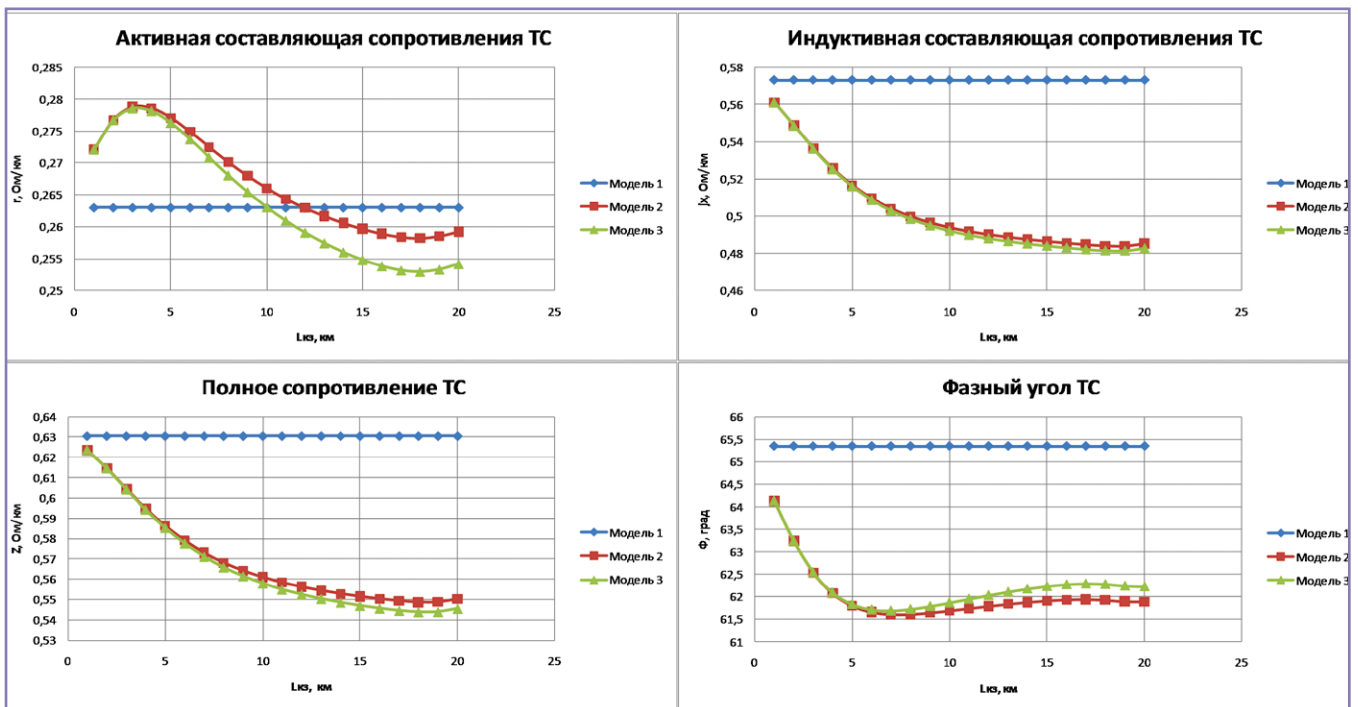 Активная составляющая сопротивления ТС
r, Ом/км
0,285
0,28
0,275
0,27
0,265
0,26
0,255
0,25
0 5 10 15 20 25
Lкз, км
Модель 1
Модель 2
Модель 3
Индуктивная составляющая сопротивления ТС
jx, Ом/км
0,58
0,56
0,54
0,52
0,5
0,48
0,46
0 5 10 15 20 25
Lкз, км
Модель 1
Модель 2
Модель 3
Полное сопротивление ТС
Z, Ом/км
0,64
0,63
0,62
0,61
0,6
0,59
0,58
0,57
0,56
0,55
0,54
0,53
0 5 10 15 20 25
Lкз, км
Модель 1
Модель 2
Модель 3
Фазный угол ТС
Ф, град
66
65,5
65
64,5
64
63,5
63
62,5
62
61,5
61
0 5 10 15 20 25
Lкз, км
Модель 1
Модель 2
Модель 3